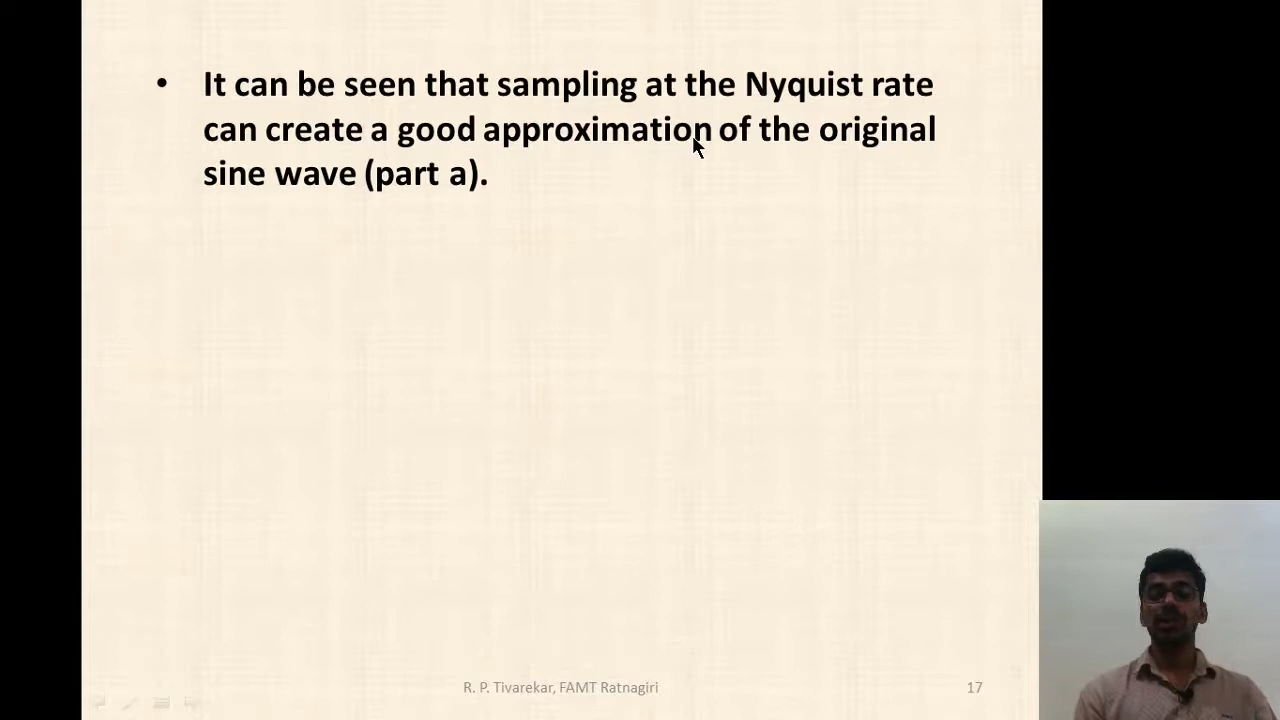 • It can be seen that sampling at the Nyquist rate
can create a good approximation of the original
sine wave (part a).
R. P. Tivarekar, FAMT Ratnagiri
17